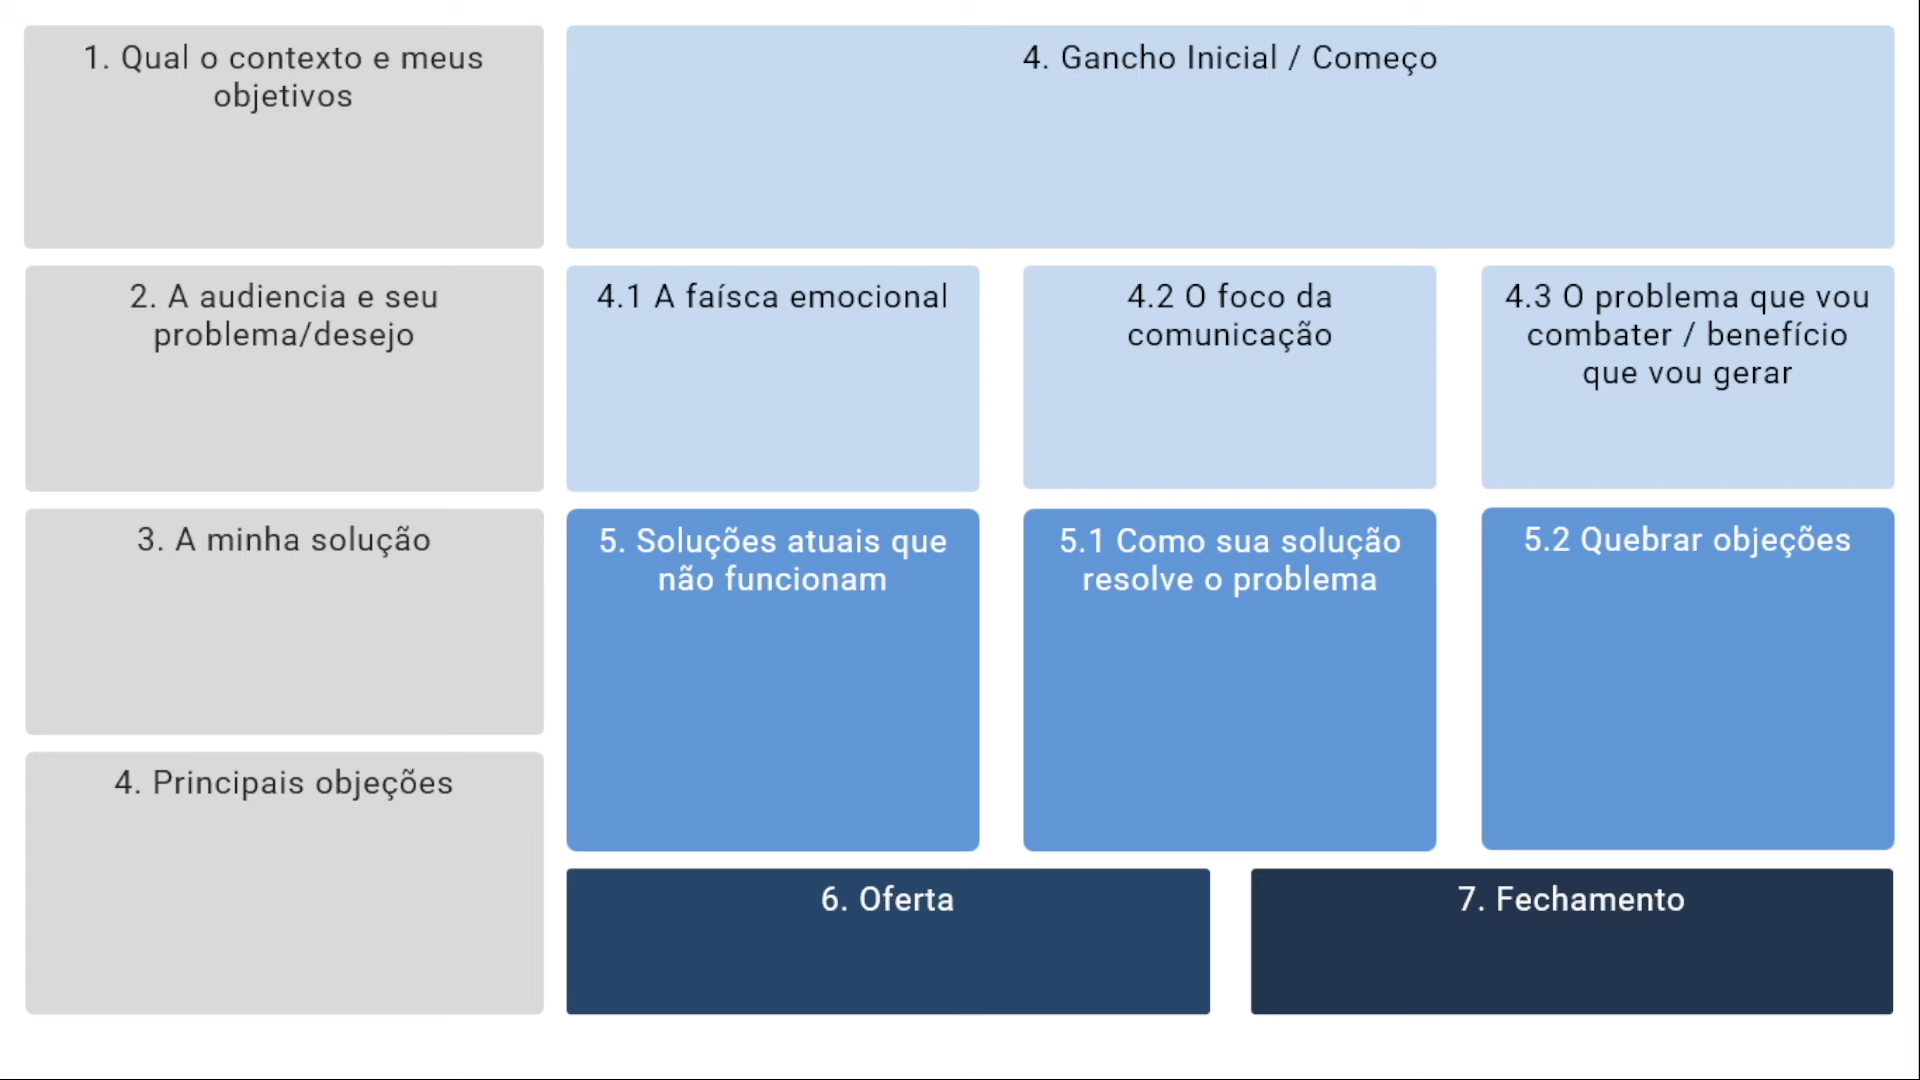 1. Qual o contexto e meus
objetivos
4. Gancho Inicial / Começo
2. A audiencia e seu
problema/desejo
4.1 A faísca emocional
4.2 O foco da
comunicação
4.3 O problema que vou
combater / benefício
que vou gerar
3. A minha solução
5. Soluções atuais que
não funcionam
5.1 Como sua solução
resolve o problema
5.2 Quebrar objeções
4. Principais objeções
6. Oferta
7. Fechamento